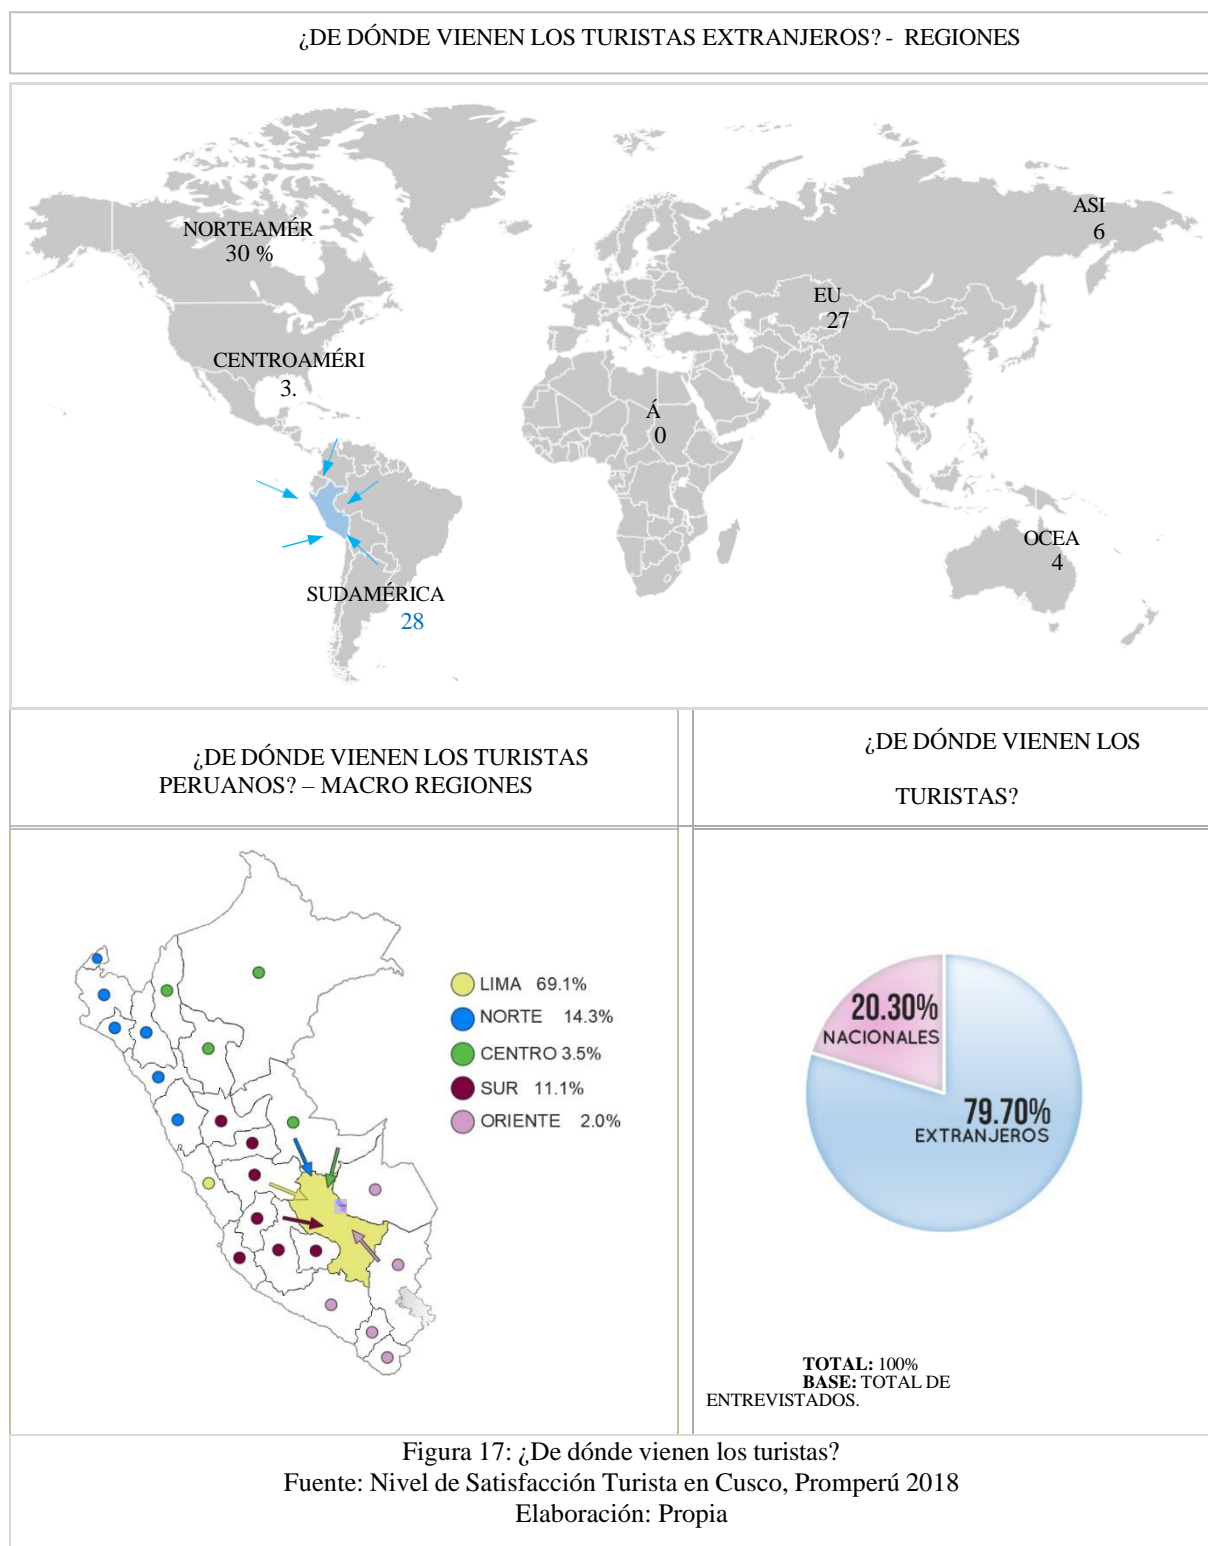 ¿DE DÓNDE VIENEN LOS TURISTAS EXTRANJEROS? - REGIONES
NORTEAMÉR
30 %
ASI
6
EU
27
CENTROAMÉRI
3.
Á
0
OCEA
4
SUDAMÉRICA
28
¿DE DÓNDE VIENEN LOS TURISTAS
PERUANOS? – MACRO REGIONES
¿DE DÓNDE VIENEN LOS
TURISTAS?
LIMA 69.1%
NORTE 14.3%
CENTRO 3.5%
SUR 11.1%
ORIENTE 2.0%
20.30%
NACIONALES
79.70%
EXTRANJEROS
TOTAL: 100%
BASE: TOTAL DE
ENTREVISTADOS.
Figura 17: ¿De dónde vienen los turistas?
Fuente: Nivel de Satisfacción Turista en Cusco, Promperú 2018
Elaboración: Propia